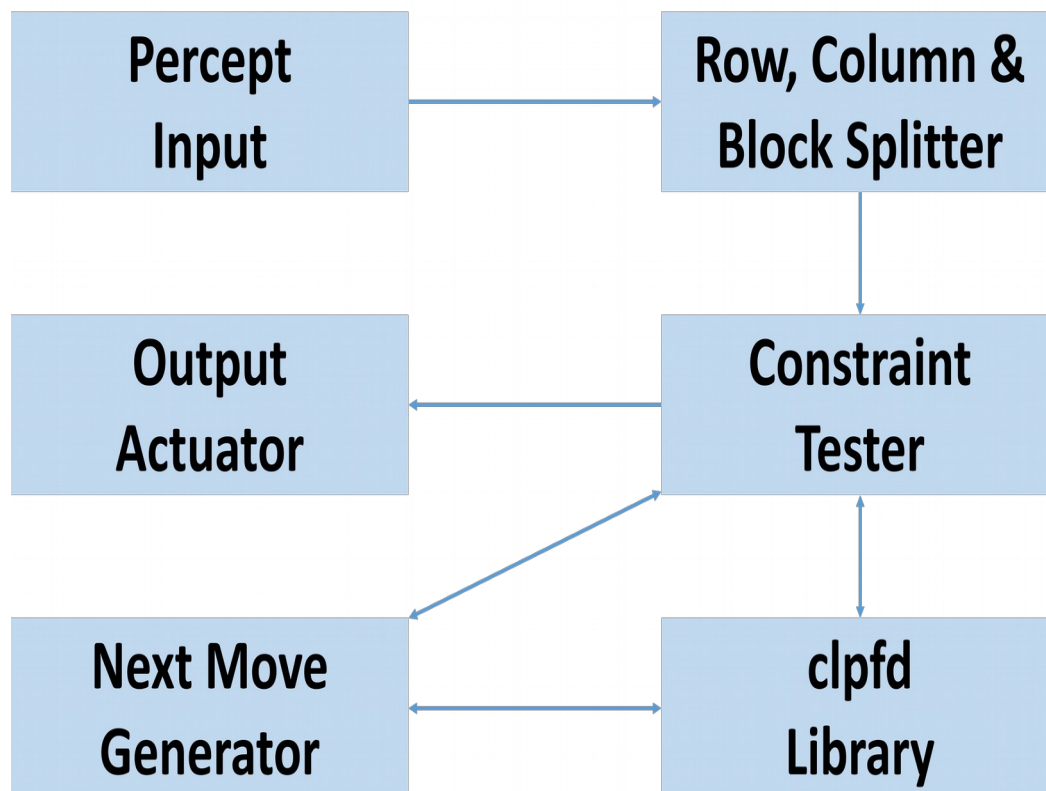 Percept
Input
Row, Column &
Block Splitter
Output
Actuator
Constraint
Tester
Next Move
Generator
clpfd
Library